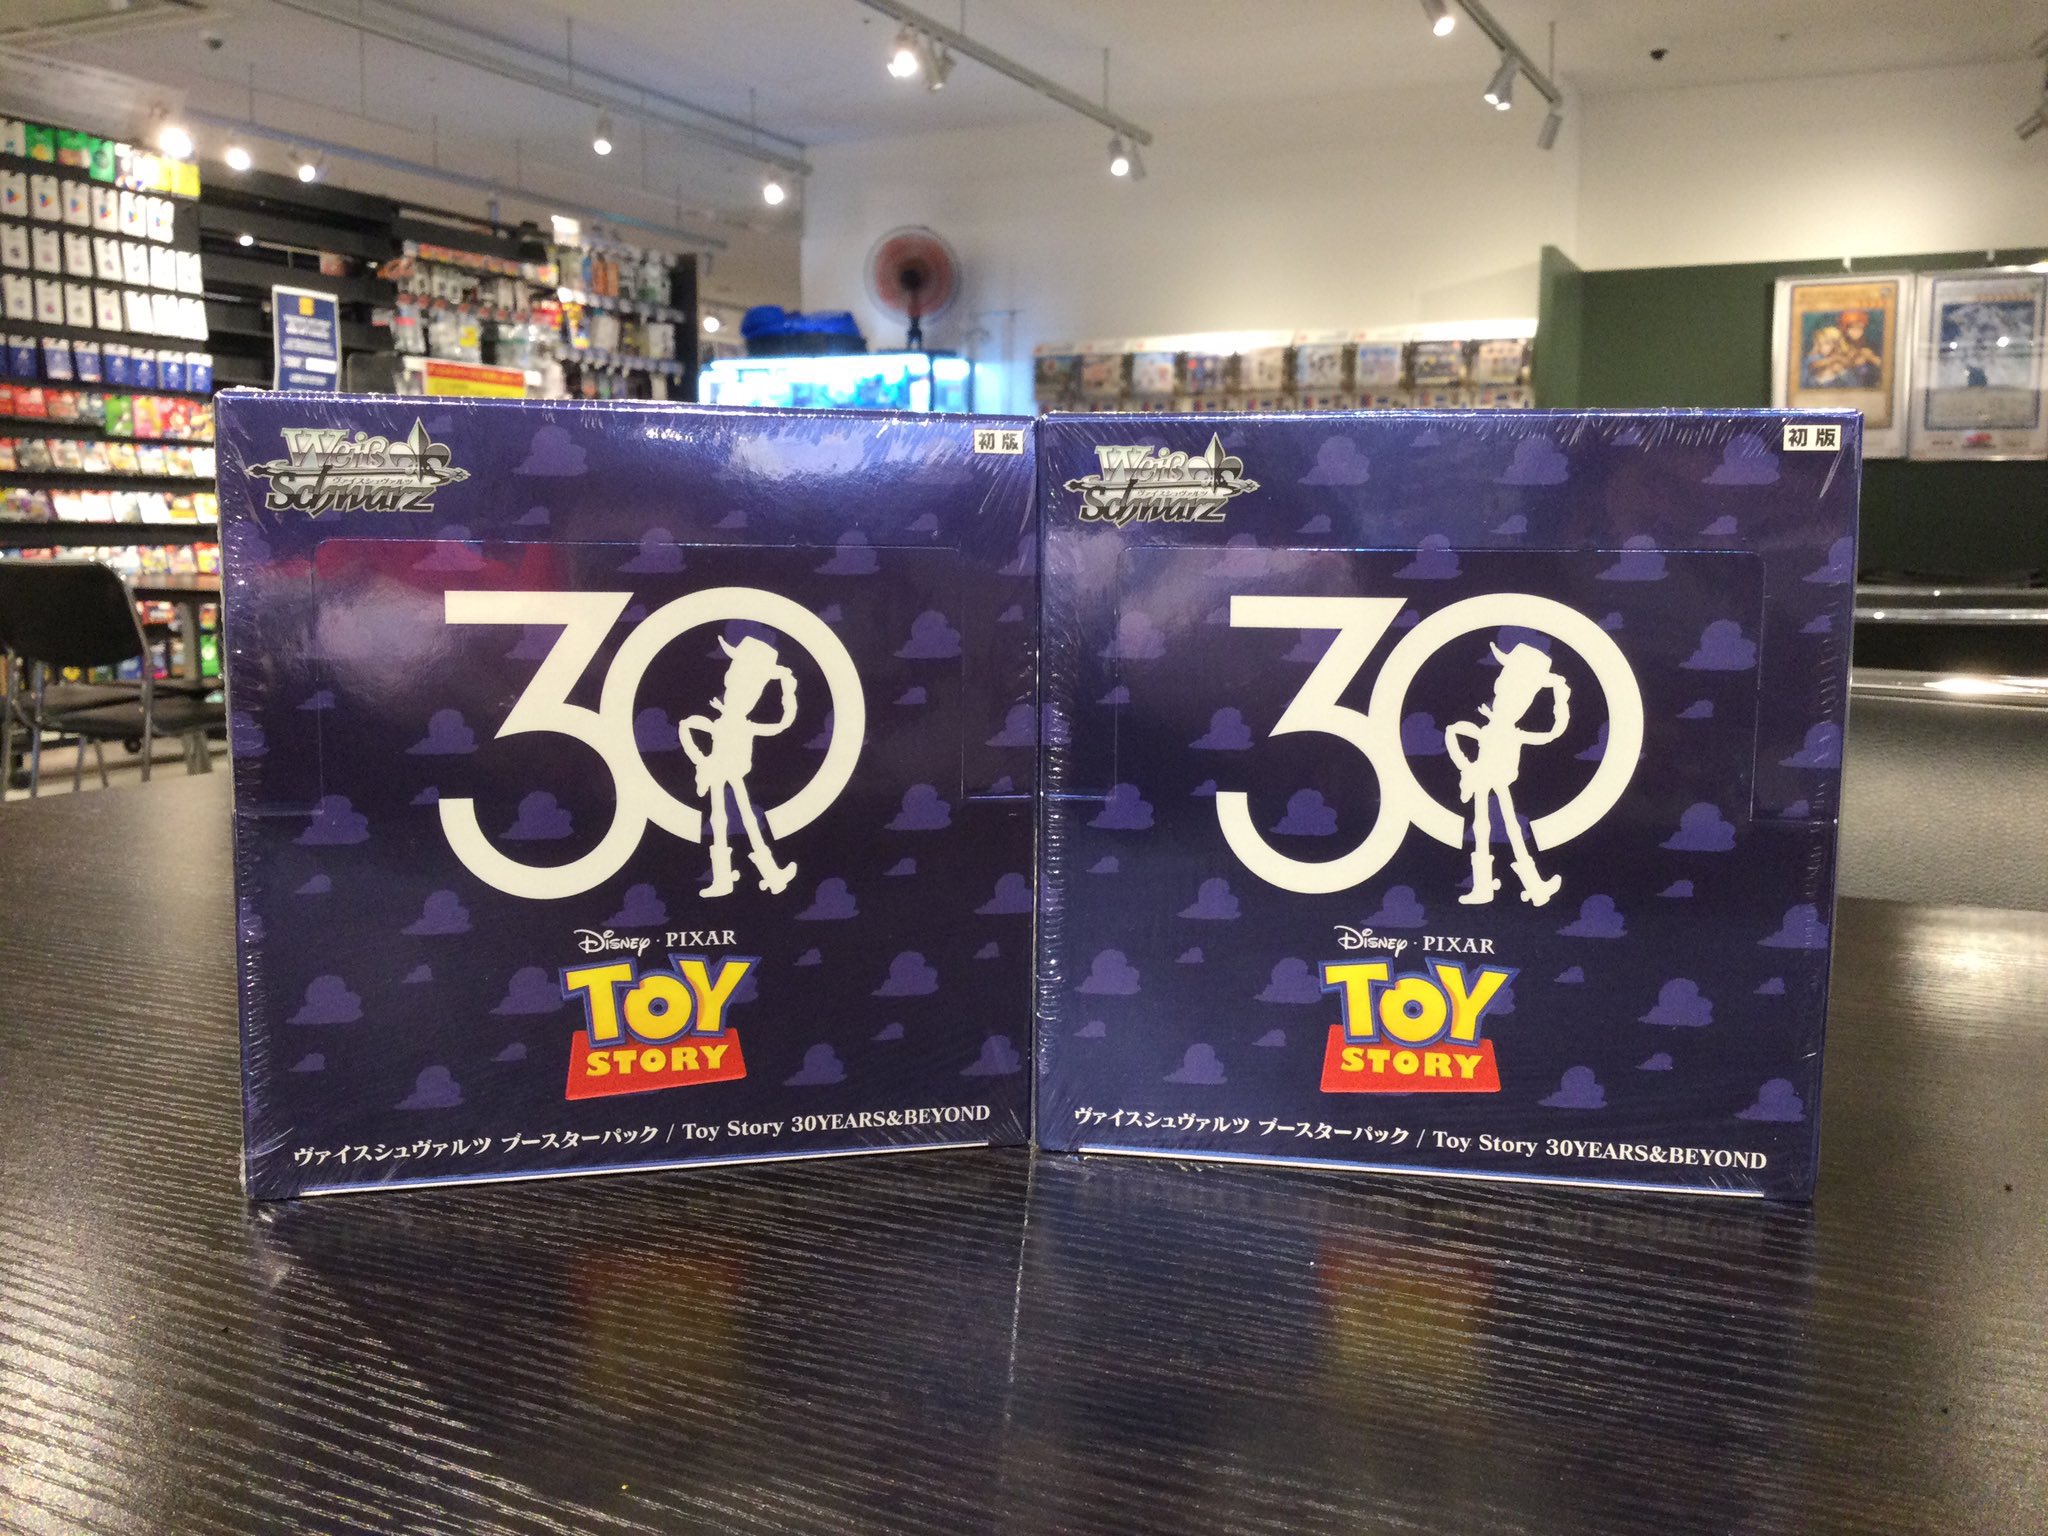 Weiß
ヴァイスシュヴァルツ
Schwarz
初版
30
Disney · PIXAR
TOY
STORY
ヴァイスシュヴァルツ ブースターパック / Toy Story 30YEARS&BEYOND
Weiß
ヴァイスシュヴァルツ
Schwarz
初版
30
Disney · PIXAR
TOY
STORY
ヴァイスシュヴァルツ ブースターパック / Toy Story 30YEARS&BEYOND